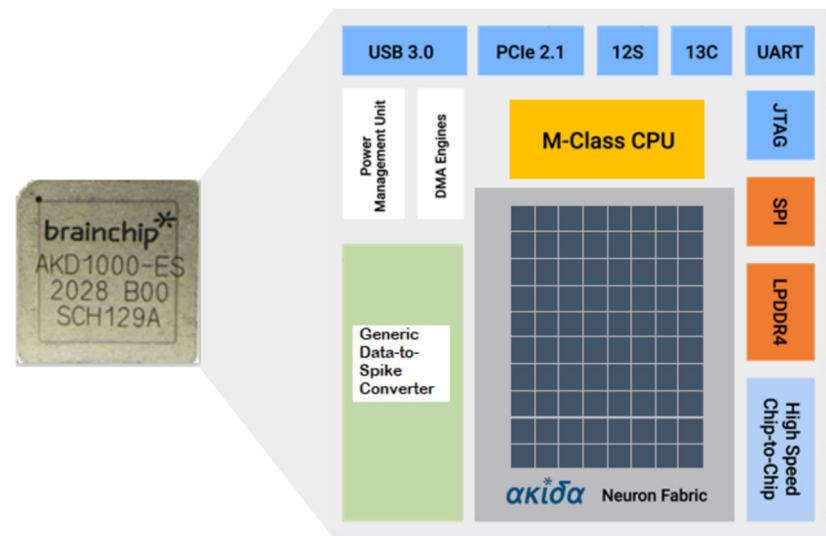 USB 3.0
PCIe 2.1
12S
13C
UART
Power
Management Unit
DMA Engines
M-Class CPU
JTAG
SPI
LPDDR4
High Speed
Chip-to-Chip
brainchip
AKD1000-ES
2028 B00
SCH129A
Generic
Data-to-
Spike
Converter
αkiδα Neuron Fabric